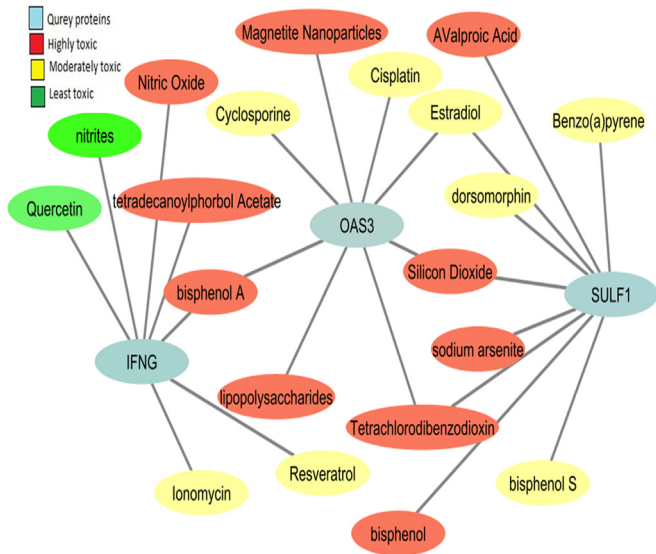 Qurey proteins
Highly toxic
Moderately toxic
Least toxic
Magnetite Nanoparticles
AValproic Acid
Nitric Oxide
Cisplatin
Cyclosporine
Estradiol
Benzo(a)pyrene
nitrites
dorsomorphin
Quercetin
tetradecanoylphorbol Acetate
OAS3
Silicon Dioxide
bisphenol A
SULF1
sodium arsenite
IFNG
lipopolysaccharides
Tetrachlorodibenzodioxin
Resveratrol
bisphenol S
Ionomycin
bisphenol